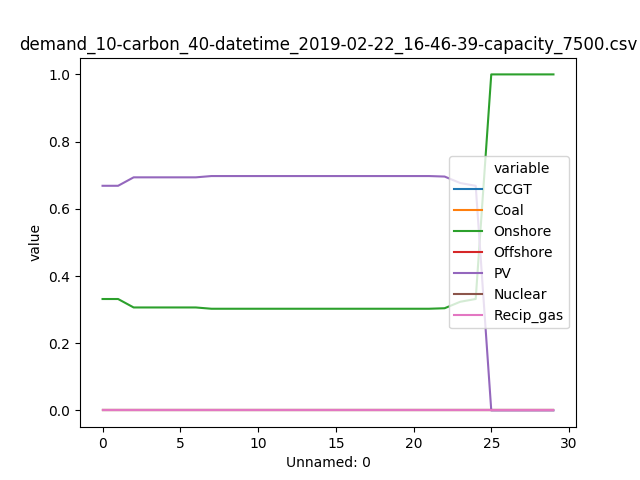 demand_10-carbon_40-datetime_2019-02-22_16-46-39-capacity_7500.csv
1.0
0.8
0.6
0.4
0.2
0.0
value
variable
CCGT
Coal
Onshore
Offshore
PV
Nuclear
Recip_gas
0 5 10 15 20 25 30
Unnamed: 0